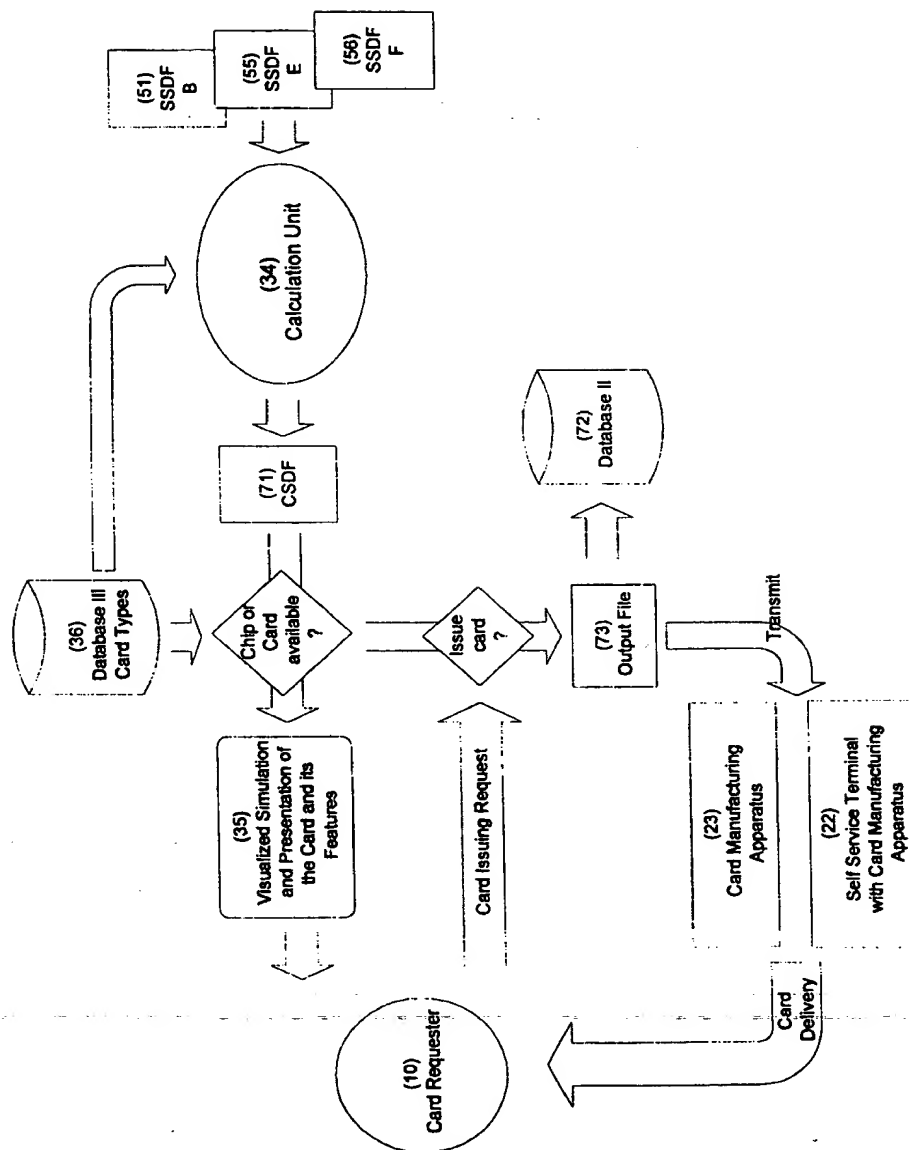 (51)
SSDF
B
(55)
SSDF
E
(56)
SSDF
F
(34)
Calculation Unit
(36)
Database III
Card Types
(71)
CSDF
Chip or
Card
available
?
(35)
Visualized Simulation
and Presentation of
the Card and its
Features
(10)
Card Requester
Card Issuing Request
Issue
card
?
(73)
Output File
(72)
Database II
Transmit
(23)
Card Manufacturing
Apparatus
(22)
Self Service Terminal
with Card Manufacturing
Apparatus
Card
Delivery